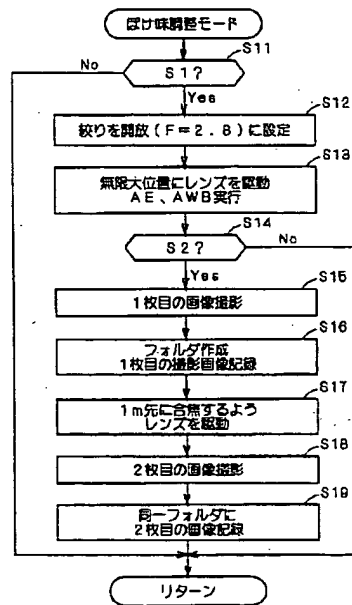 ぼけ味調整モード
S11
No
S1?
Yes
S12
絞りを開放(F=2.8)に設定
S13
無限大位置にレンズを駆動
AE、AWB実行
S14
S2?
No
Yes
S15
1枚目の画像撮影
S16
フォルダ作成
1枚目の撮影画像記録
S17
1m先に合焦するよう
レンズを駆動
S18
2枚目の画像撮影
S19
同一フォルダに
2枚目の画像記録
リターン